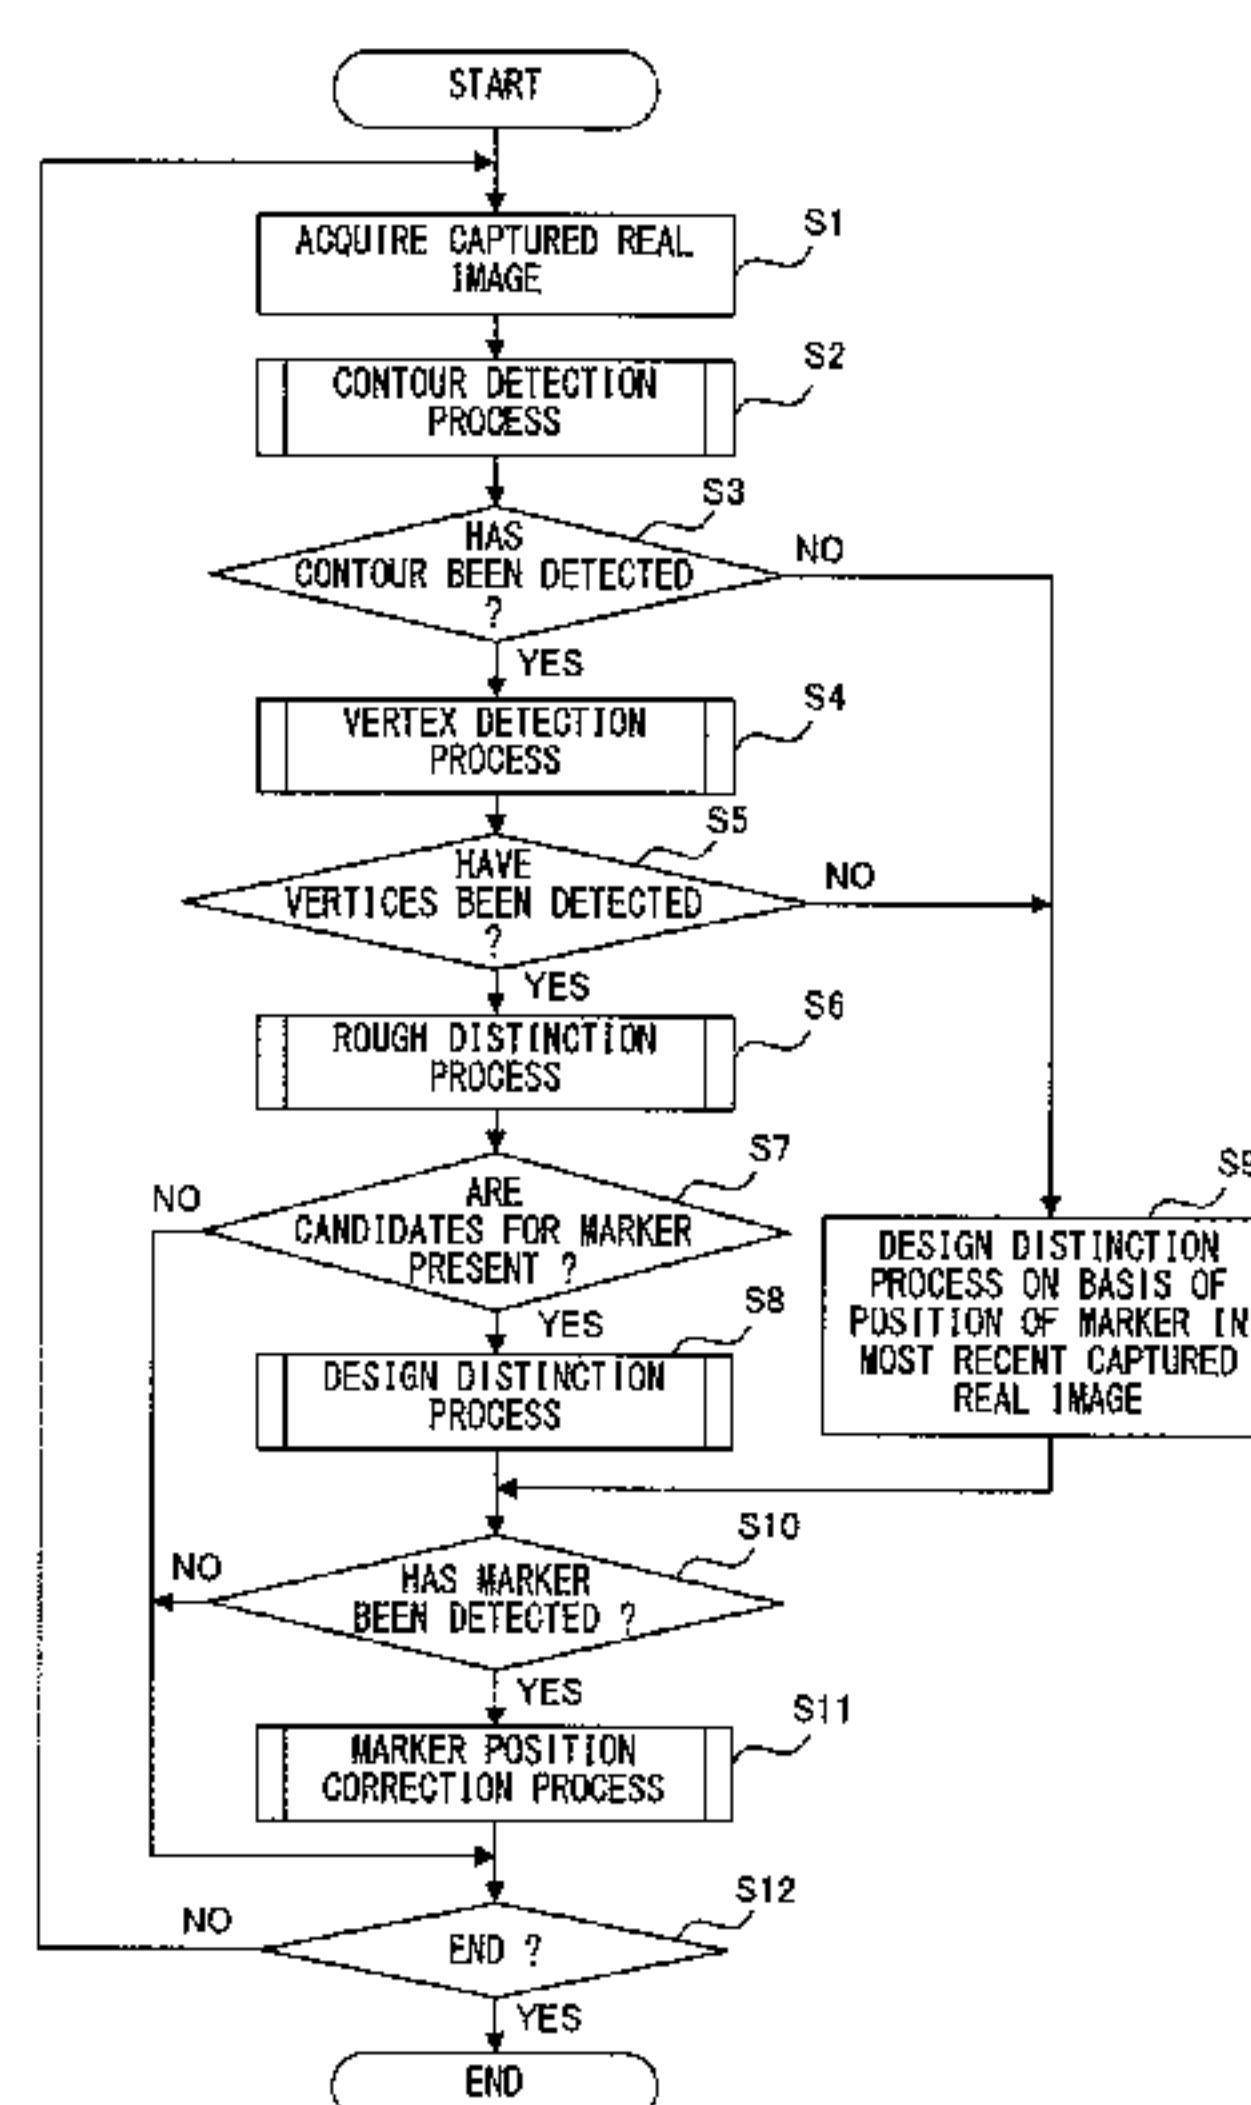 START
S1
ACQUIRE CAPTURED REAL
IMAGE
S2
CONTOUR DETECTION
PROCESS
S3
HAS
CONTOUR BEEN DETECTED
?
NO
YES
S4
VERTEX DETECTION
PROCESS
S5
HAVE
VERTICES BEEN DETECTED
?
NO
YES
S6
ROUGH DISTINCTION
PROCESS
S7
NO
ARE
CANDIDATES FOR MARKER
PRESENT ?
YES
S8
DESIGN DISTINCTION
PROCESS
S9
DESIGN DISTINCTION
PROCESS ON BASIS OF
POSITION OF MARKER IN
MOST RECENT CAPTURED
REAL IMAGE
S10
NO
HAS MARKER
BEEN DETECTED ?
YES
S11
MARKER POSITION
CORRECTION PROCESS
S12
NO
END ?
YES
END